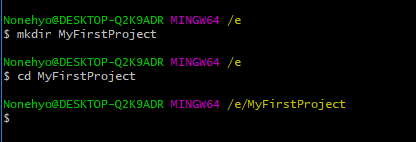 Nonehyo@DESKTOP-Q2K9ADR MINGW64 /e
$ mkdir MyFirstProject
Nonehyo@DESKTOP-Q2K9ADR MINGW64 /e
$ cd MyFirstProject
Nonehyo@DESKTOP-Q2K9ADR MINGW64 /e/MyFirstProject
$